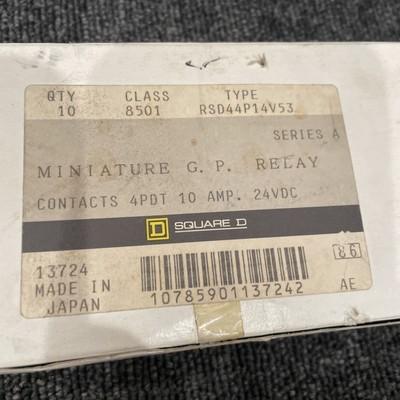 QTY CLASS TYPE
10 8501 RSD44P14V53
SERIES A
MINIATURE G. P. RELAY
CONTACTS 4PDT 10 AMP. 24VDC
D SQUARE D
13724
MADE IN
JAPAN
10785901137242
86
AE